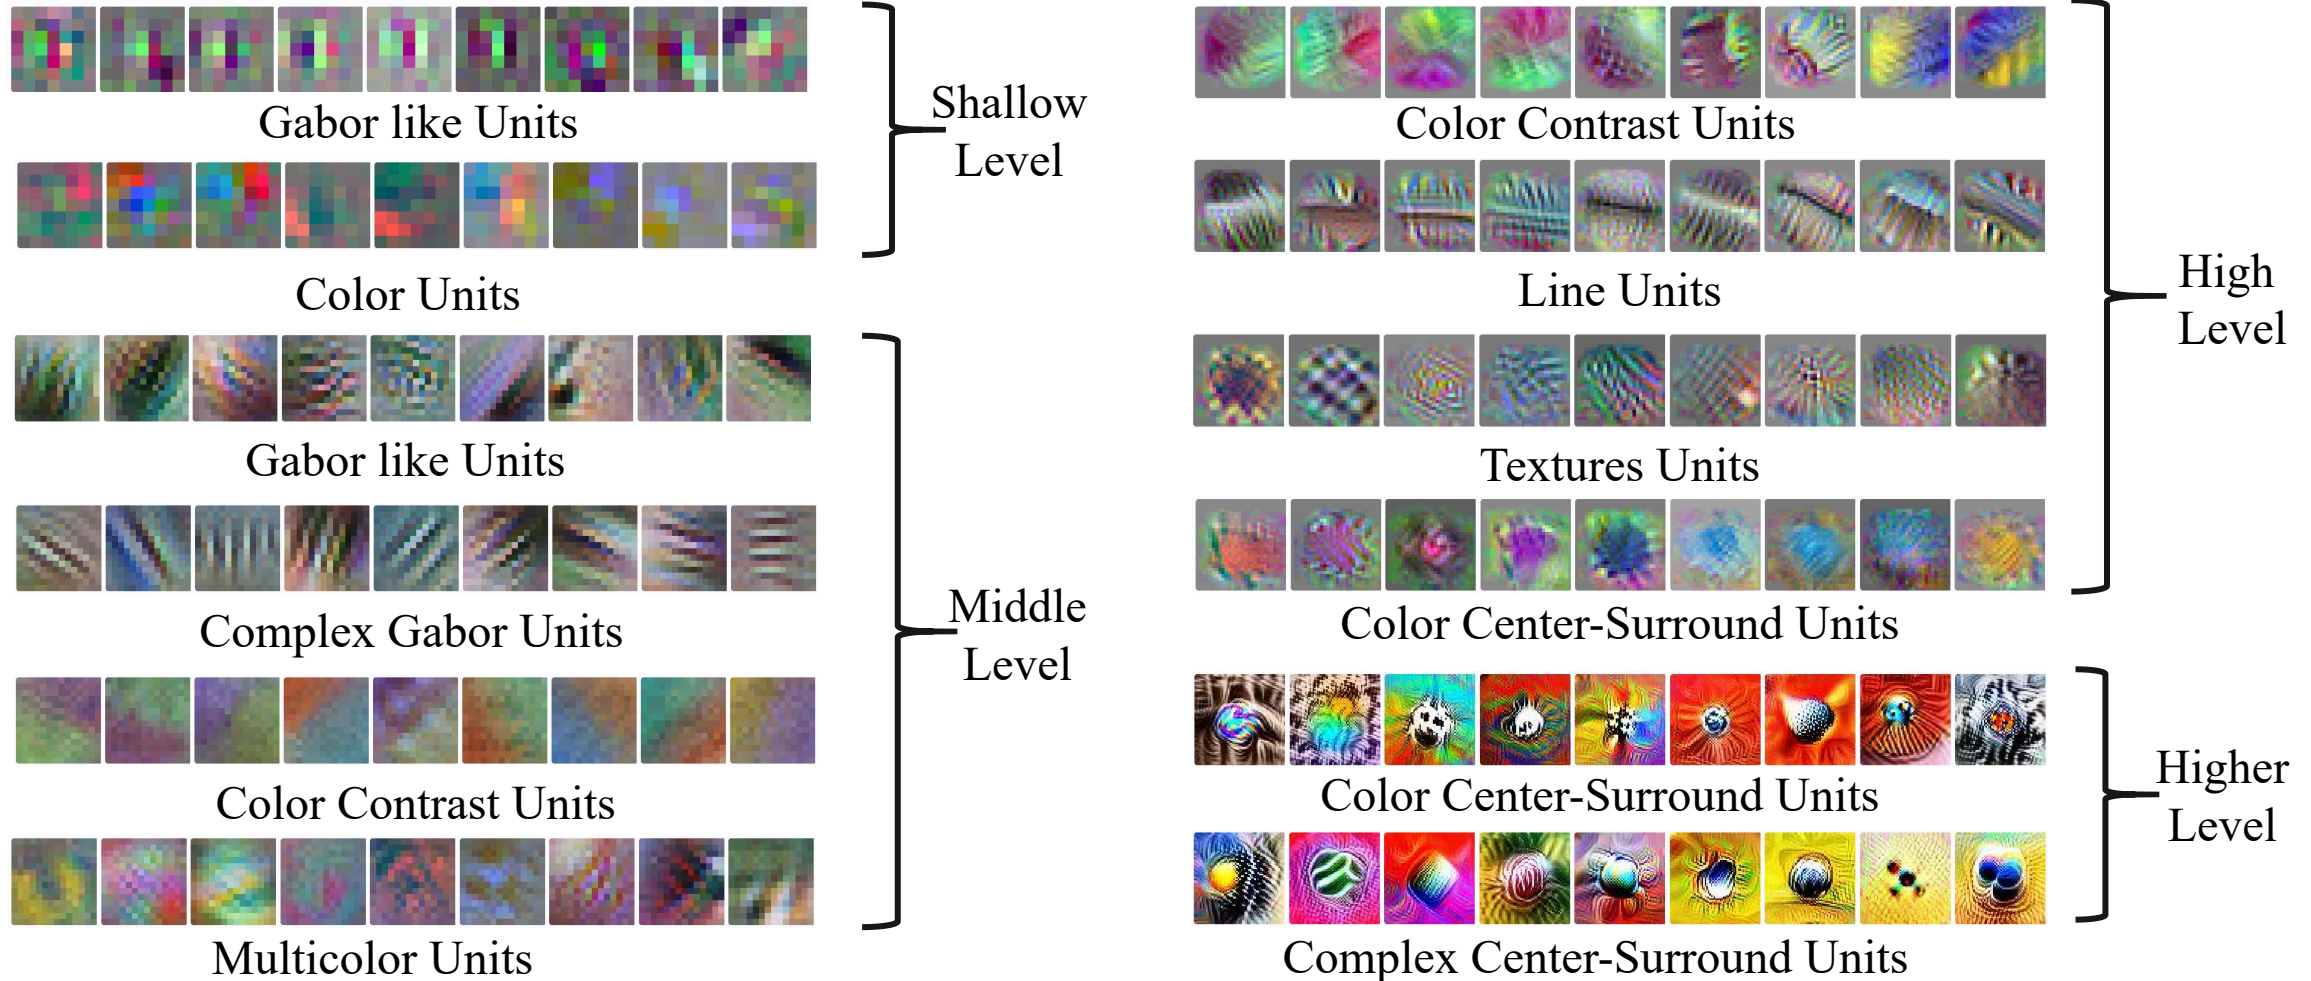 Gabor like Units
Color Units
Shallow
Level
Gabor like Units
Complex Gabor Units
Color Contrast Units
Multicolor Units
Middle
Level
Color Contrast Units
Line Units
Textures Units
Color Center-Surround Units
High
Level
Color Center-Surround Units
Complex Center-Surround Units
Higher
Level